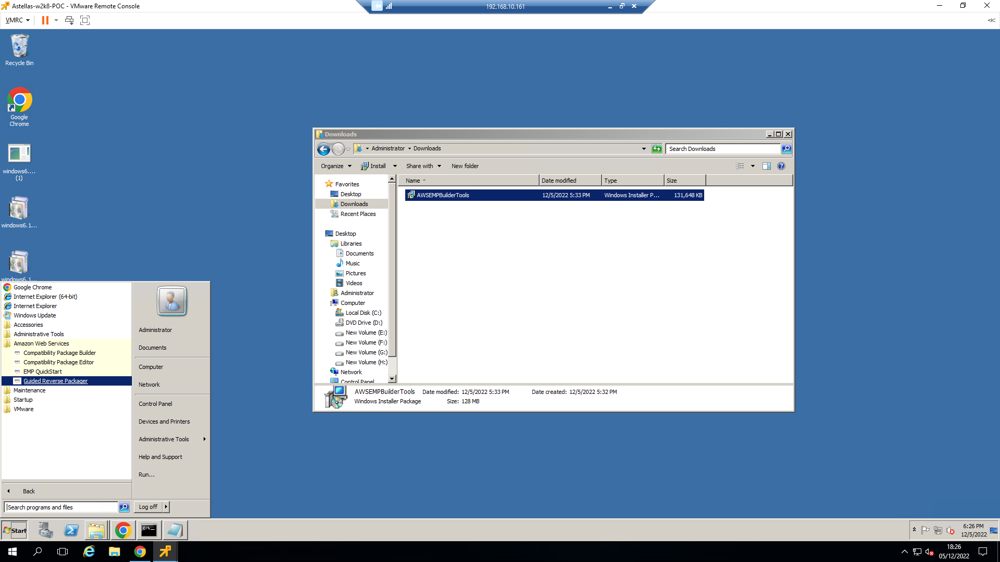 Astellas-w2k8-POC - VMware Remote Console
192.168.10.161
VMRC
Recycle Bin
Google
Chrome
windows6....
(1)
windows6.1...
windows6.1...
Downloads
Administrator
Downloads
Search Downloads
Organize
Install
Share with
New folder
Name
Date modified
Type
Size
Favorites
Desktop
Downloads
Recent Places
Desktop
Libraries
Documents
Music
Pictures
Videos
Administrator
Computer
Local Disk (C:)
DVD Drive (D:)
New Volume (E:)
New Volume (F:)
New Volume (G:)
New Volume (H:)
Network
Control Panel
AWSEMPBuilderTools 12/5/2022 5:33 PM Windows Installer P... 131,648 KB
AWSEMPBuilderTools Date modified: 12/5/2022 5:33 PM Date created: 12/5/2022 5:32 PM
Windows Installer Package Size: 128 MB
Google Chrome
Internet Explorer (64-bit)
Internet Explorer
Windows Update
Accessories
Administrative Tools
Amazon Web Services
Compatibility Package Builder
Compatibility Package Editor
EMP QuickStart
Guided Reverse Packager
Maintenance
Startup
VMware
Back
Search programs and files
Administrator
Documents
Computer
Network
Control Panel
Devices and Printers
Administrative Tools
Help and Support
Run...
Log off
Start
6:26 PM
12/5/2022
18:26
05/12/2022